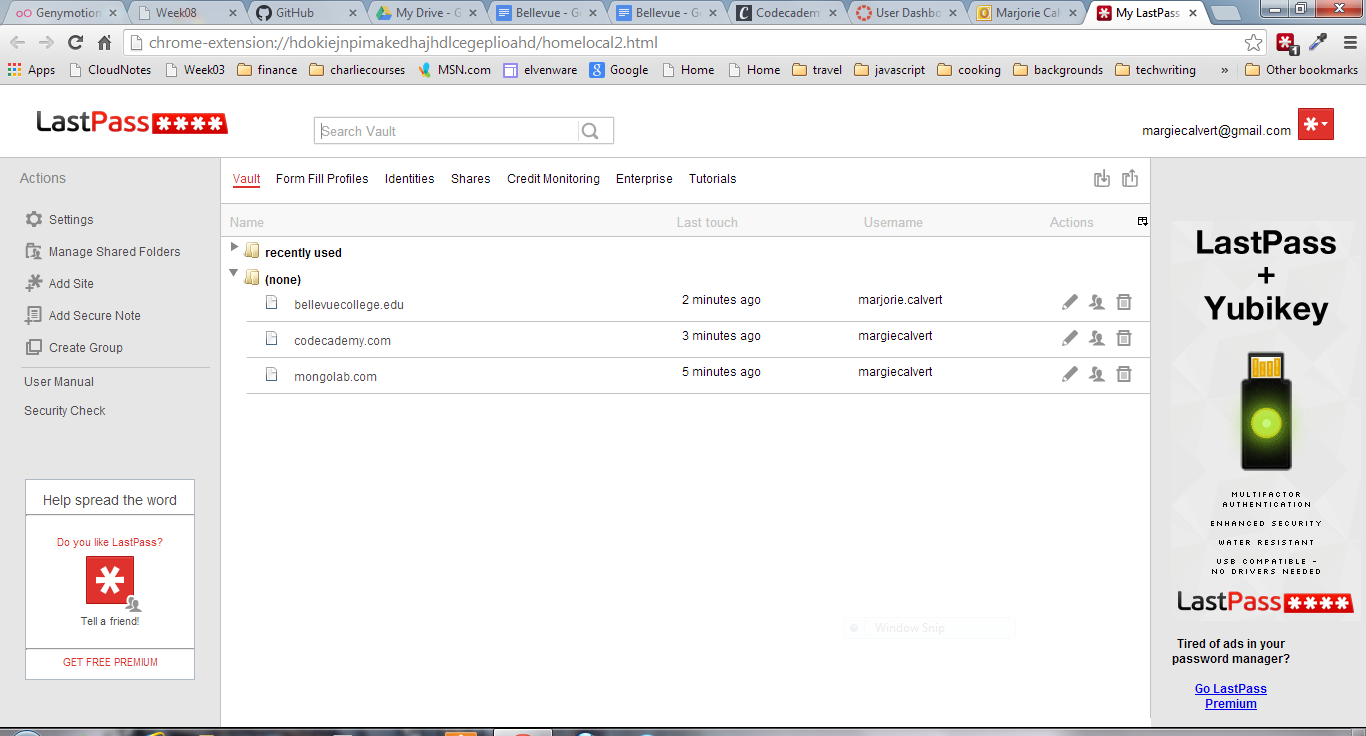 Genymotion
Week08
GitHub
My Drive - G
Bellevue - G
Bellevue - G
Codecadem
User Dashbo
Marjorie Cal
My LastPass
chrome-extension://hdokiejnpimakedhajhdlcegeplioahd/homelocal2.html
1
Apps
CloudNotes
Week03
finance
charliecourses
MSN.com
elvenware
Google
Home
Home
travel
javascript
cooking
backgrounds
techwriting
»
Other bookmarks
LastPass
Search Vault
margiecalvert@gmail.com
Actions
Settings
Manage Shared Folders
Add Site
Add Secure Note
Create Group
User Manual
Security Check
Help spread the word
Do you like LastPass?
Tell a friend!
GET FREE PREMIUM
Vault Form Fill Profiles Identities Shares Credit Monitoring Enterprise Tutorials
Name Last touch Username Actions
recently used
(none)
bellevuecollege.edu 2 minutes ago marjorie.calvert
codecademy.com 3 minutes ago margiecalvert
mongolab.com 5 minutes ago margiecalvert
Window Snip
LastPass
+
Yubikey
MULTIFACTOR
AUTHENTICATION
ENHANCED SECURITY
WATER RESISTANT
USB COMPATIBLE -
NO DRIVERS NEEDED
LastPass
Tired of ads in your
password manager?
Go LastPass
Premium